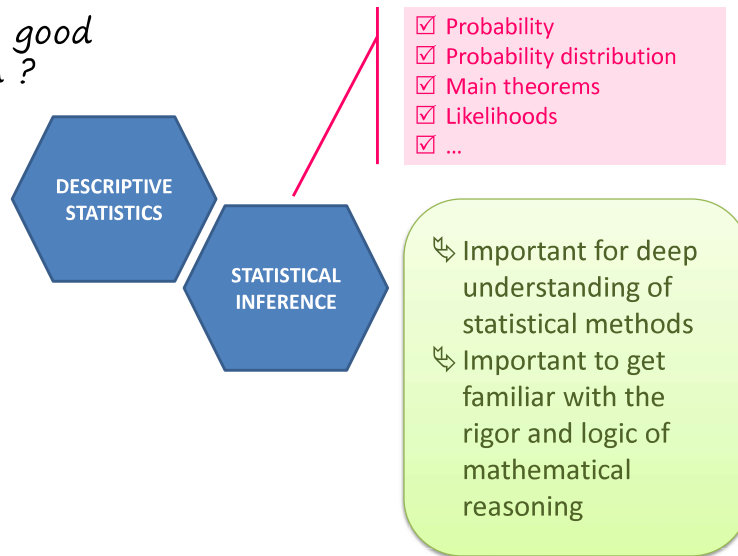 good
?
DESCRIPTIVE
STATISTICS
STATISTICAL
INFERENCE
☑ Probability
☑ Probability distribution
☑ Main theorems
☑ Likelihoods
☑ ...
Important for deep
understanding of
statistical methods
Important to get
familiar with the
rigor and logic of
mathematical
reasoning